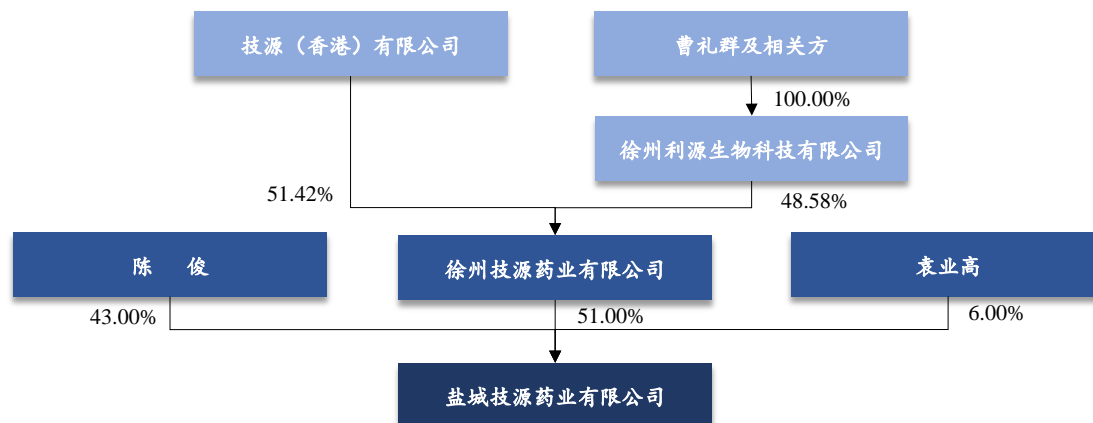 技源（香港）有限公司
曹礼群及相关方
100.00%
徐州利源生物科技有限公司
51.42%
48.58%
陈 俊
徐州技源药业有限公司
袁业高
43.00%
51.00%
6.00%
盐城技源药业有限公司